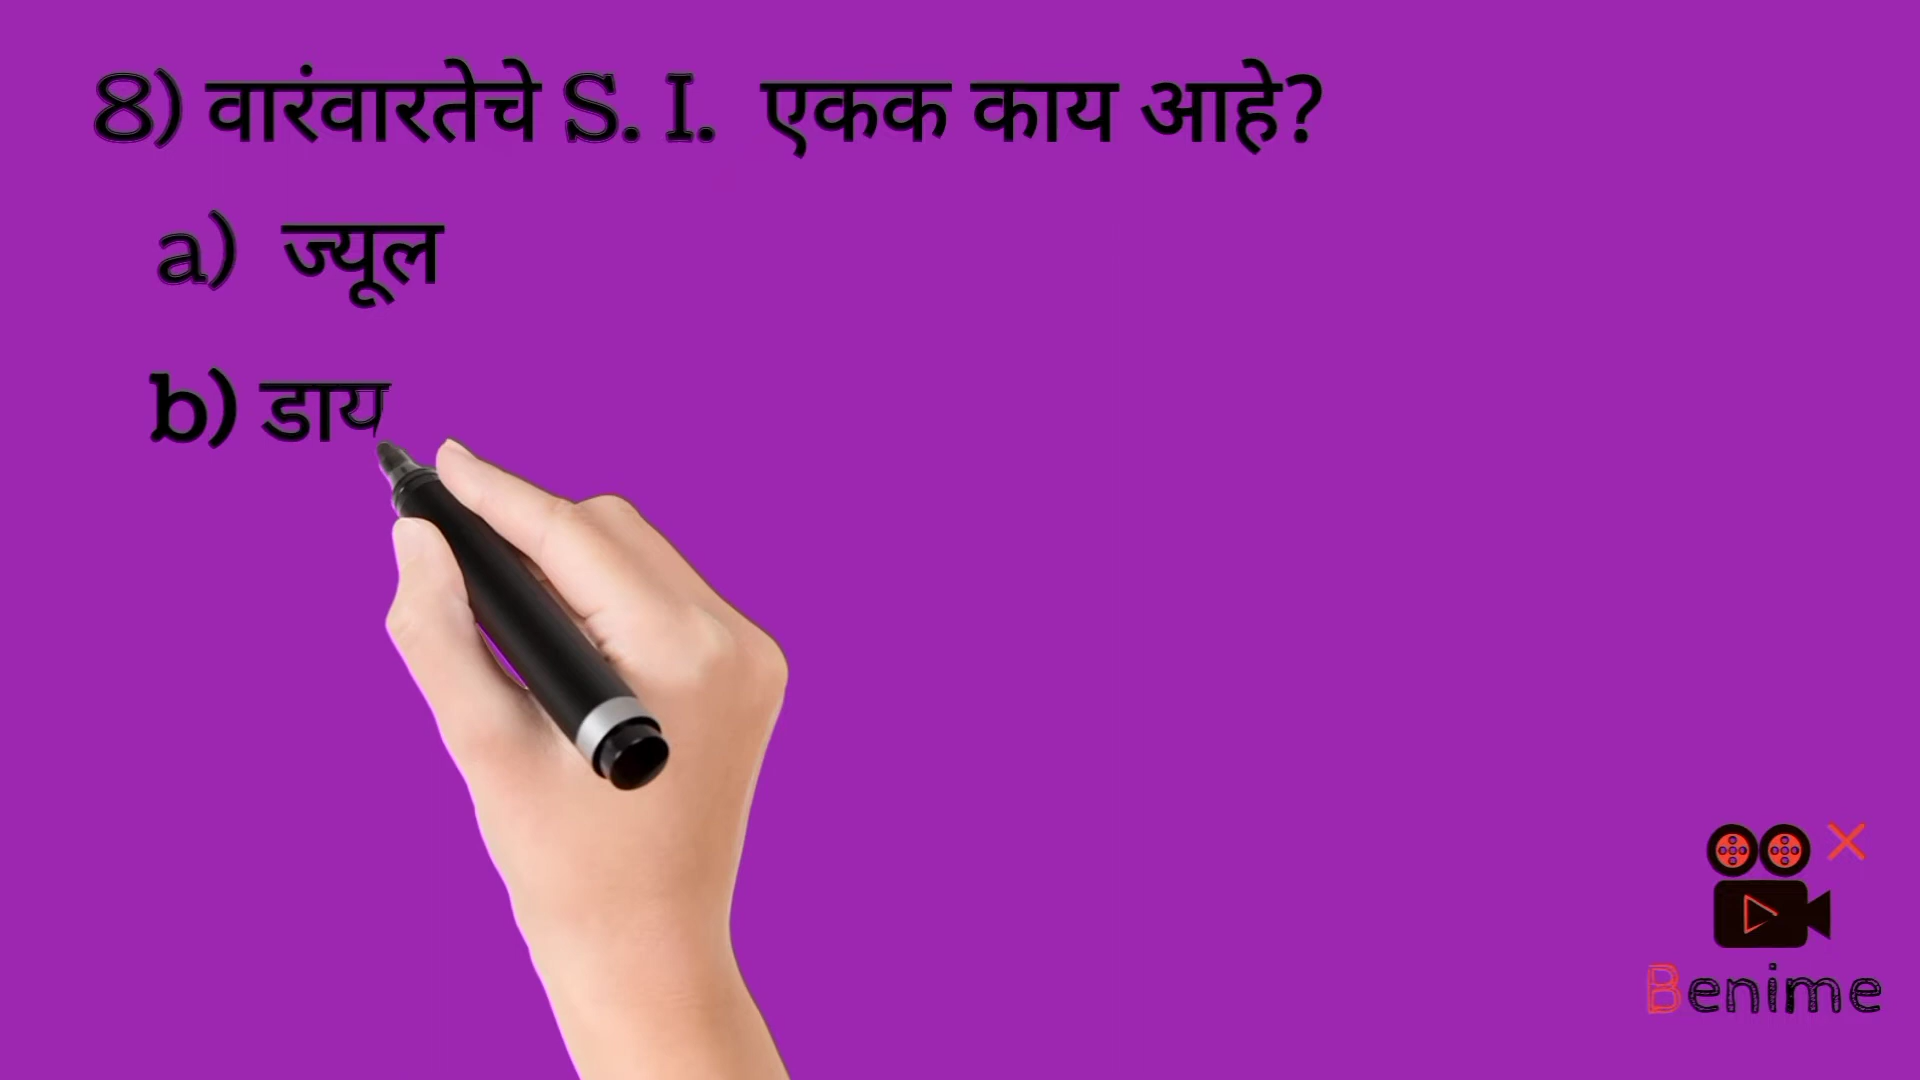 8) वारंवारतेचे S. I. एकक काय आहे?
a) ज्यूल
b) डाय
Benime